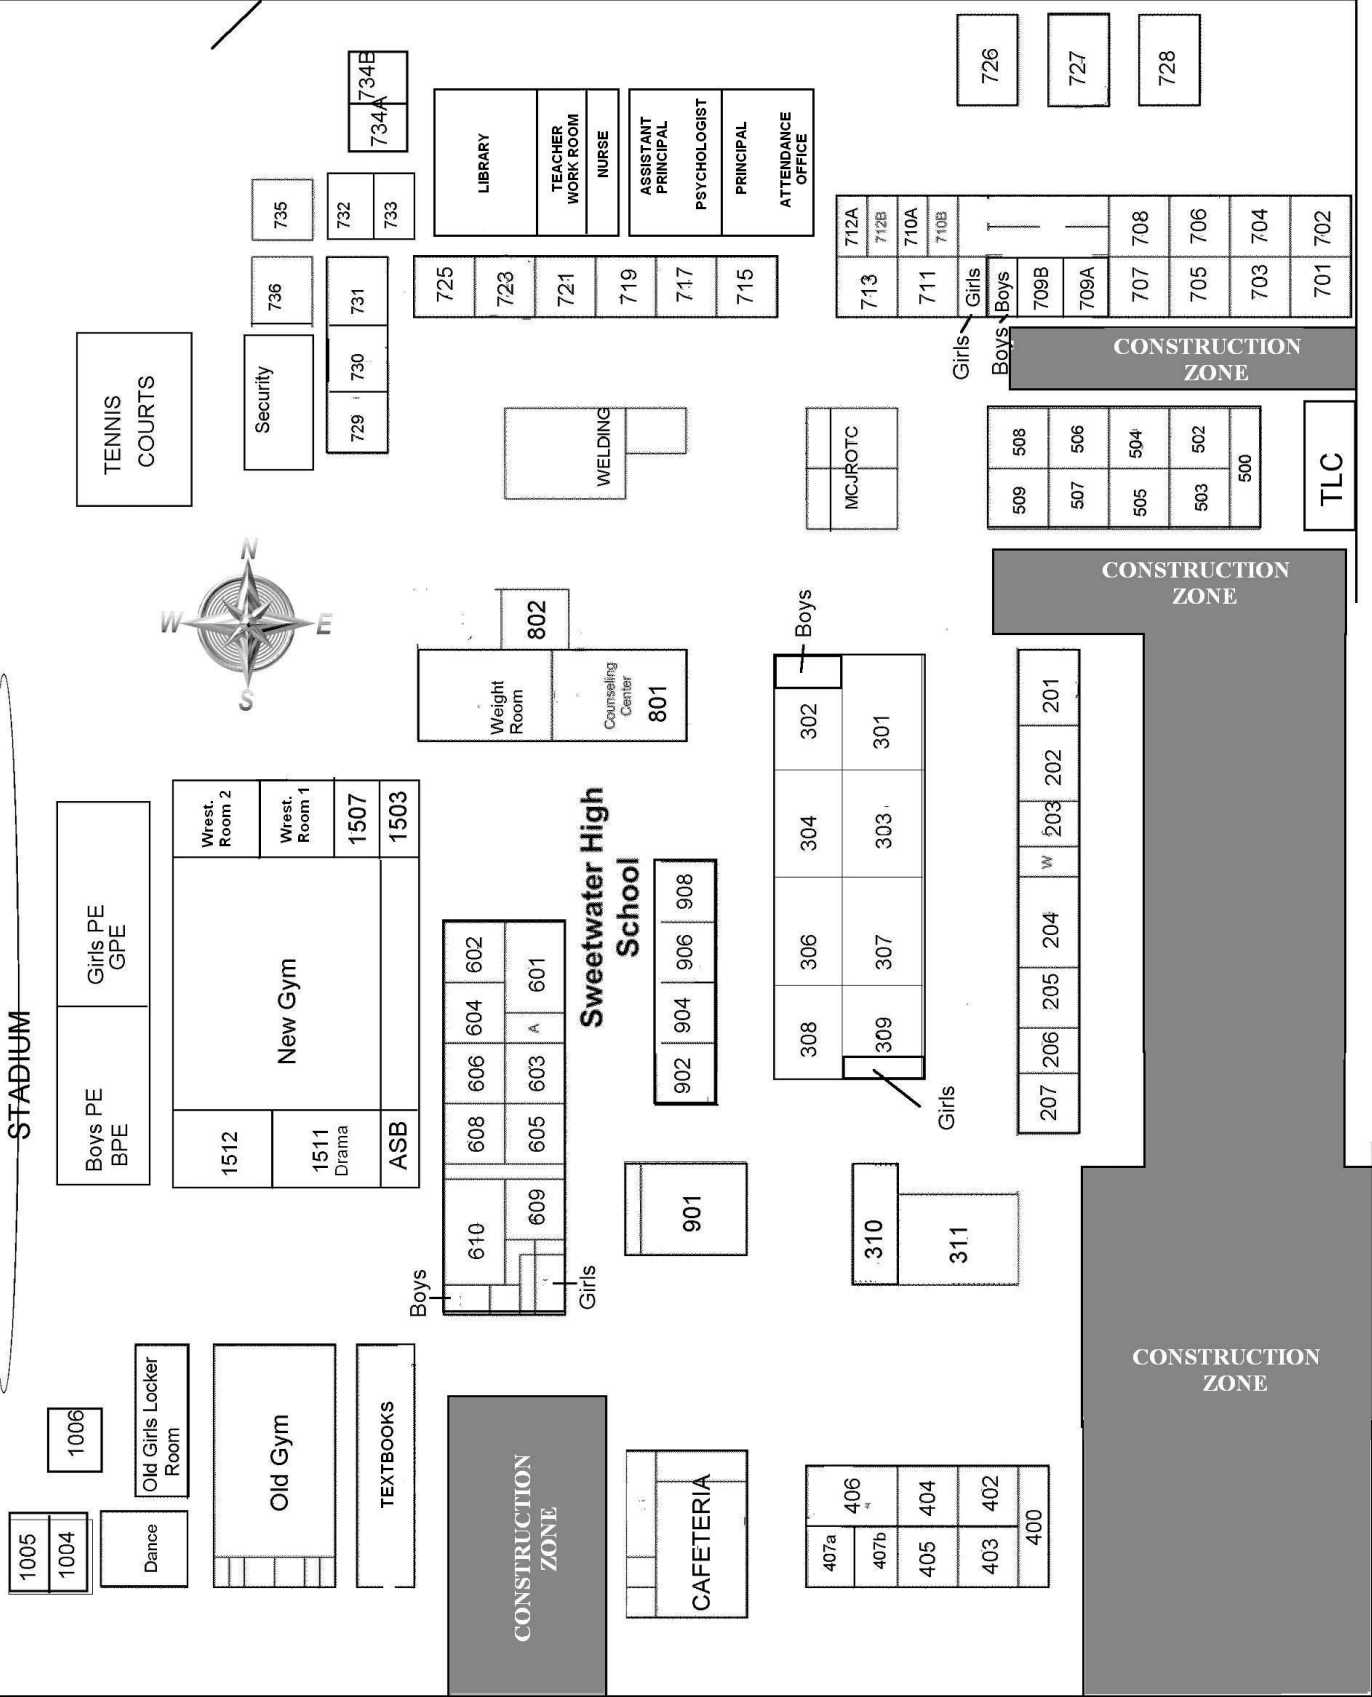 726
727
728
734B
734A
LIBRARY
TEACHER
WORK ROOM
NURSE
ASSISTANT
PRINCIPAL
PSYCHOLOGIST
PRINCIPAL
ATTENDANCE
OFFICE
735
732
733
712A
712B
710A
710B
708
706
704
702
736
731
725
723
721
719
717
715
713
711
Girls
Boys
709B
709A
707
705
703
701
Girls
Boys
CONSTRUCTION
ZONE
TENNIS
COURTS
Security
730
729
WELDING
MCJROTC
508
506
504
502
509
507
505
503
500
TLC
N
W
E
S
CONSTRUCTION
ZONE
802
Boys
Weight
Room
Counseling
Center
801
302
301
201
202
203
W
204
205
206
207
Wrest.
Room 2
Wrest.
Room 1
1507
1503
Sweetwater High
School
304
303
306
307
308
309
Girls
STADIUM
Girls PE
GPE
Boys PE
BPE
New Gym
1512
1511
Drama
ASB
602
601
604
A
606
603
608
605
610
609
Boys
Girls
908
906
904
902
901
310
311
CONSTRUCTION
ZONE
1006
Old Girls Locker
Room
Old Gym
TEXTBOOKS
CONSTRUCTION
ZONE
CAFETERIA
406
404
402
407a
407b
405
403
400
1005
1004
Dance